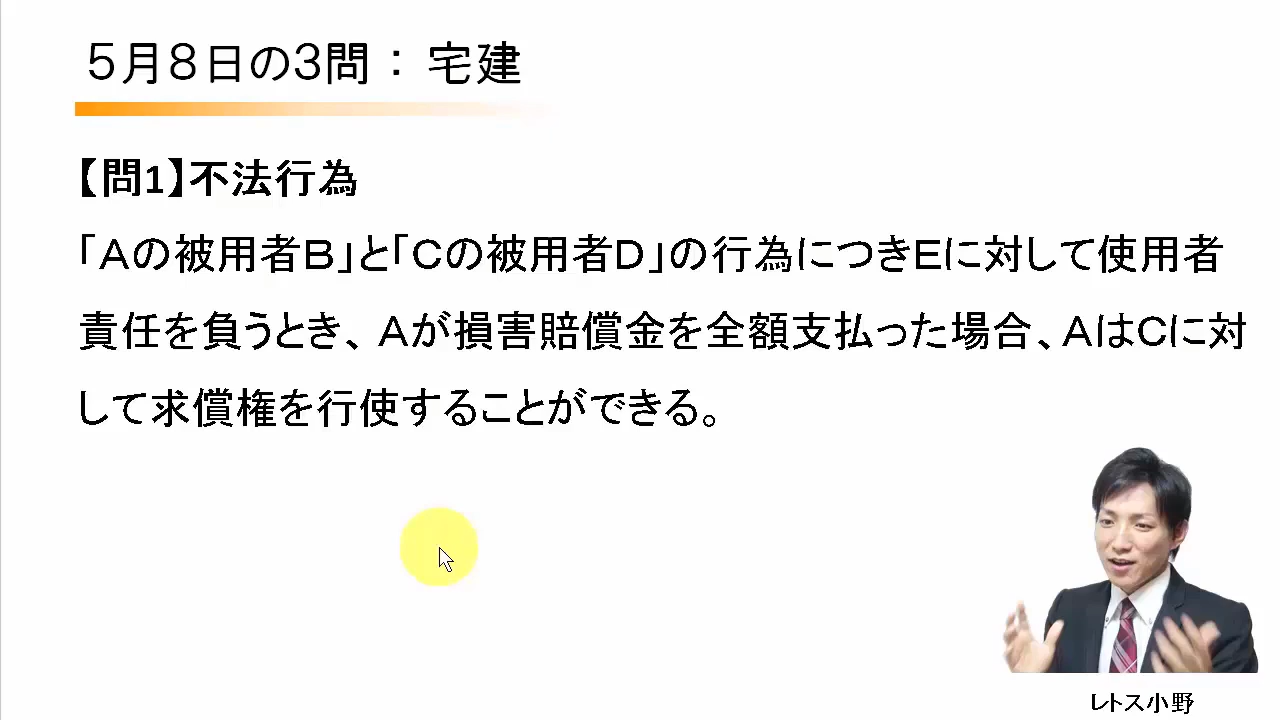 ５月８日の３問：宅建
【問1】不法行為
「Ａの被用者Ｂ」と「Ｃの被用者Ｄ」の行為につきＥに対して使用者
責任を負うとき、Ａが損害賠償金を全額支払った場合、ＡはＣに対
して求償権を行使することができる。
レトス小野